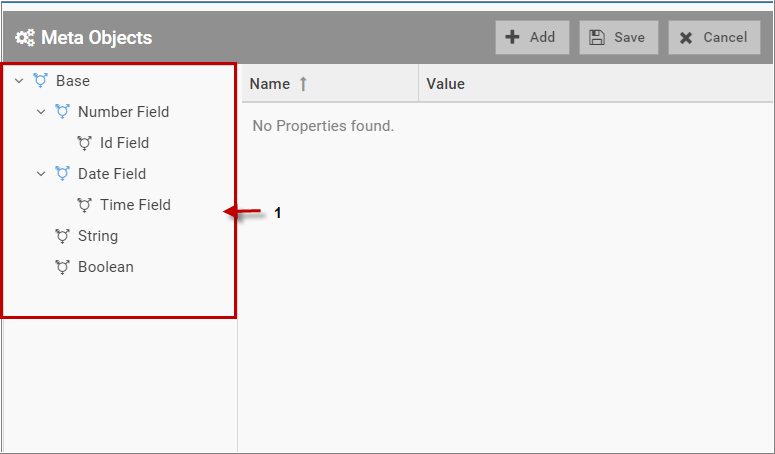 Meta Objects
Add
Save
Cancel
Base
Number Field
Id Field
Date Field
Time Field
String
Boolean
Name
Value
No Properties found.
1